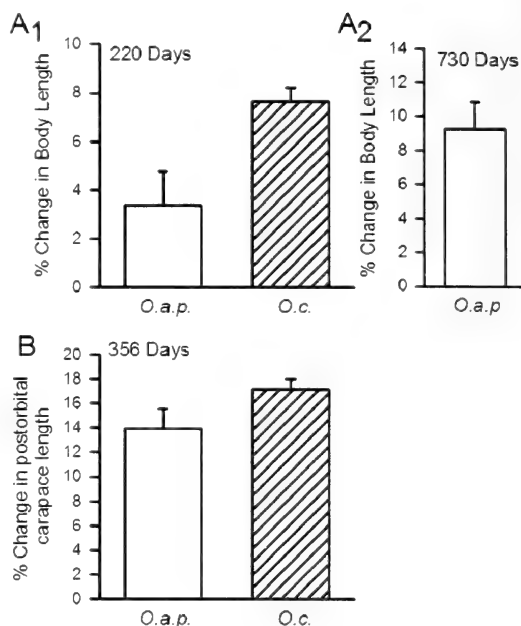 A1
220 Days
% Change in Body Length
10
8
6
4
2
0
O.a.p.
O.c.
A2
730 Days
% Change in Body Length
14
12
10
8
6
4
2
0
O.a.p
B
356 Days
% Change in postorbital
carapace length
20
18
16
14
12
10
8
6
4
2
0
O.a.p.
O.c.